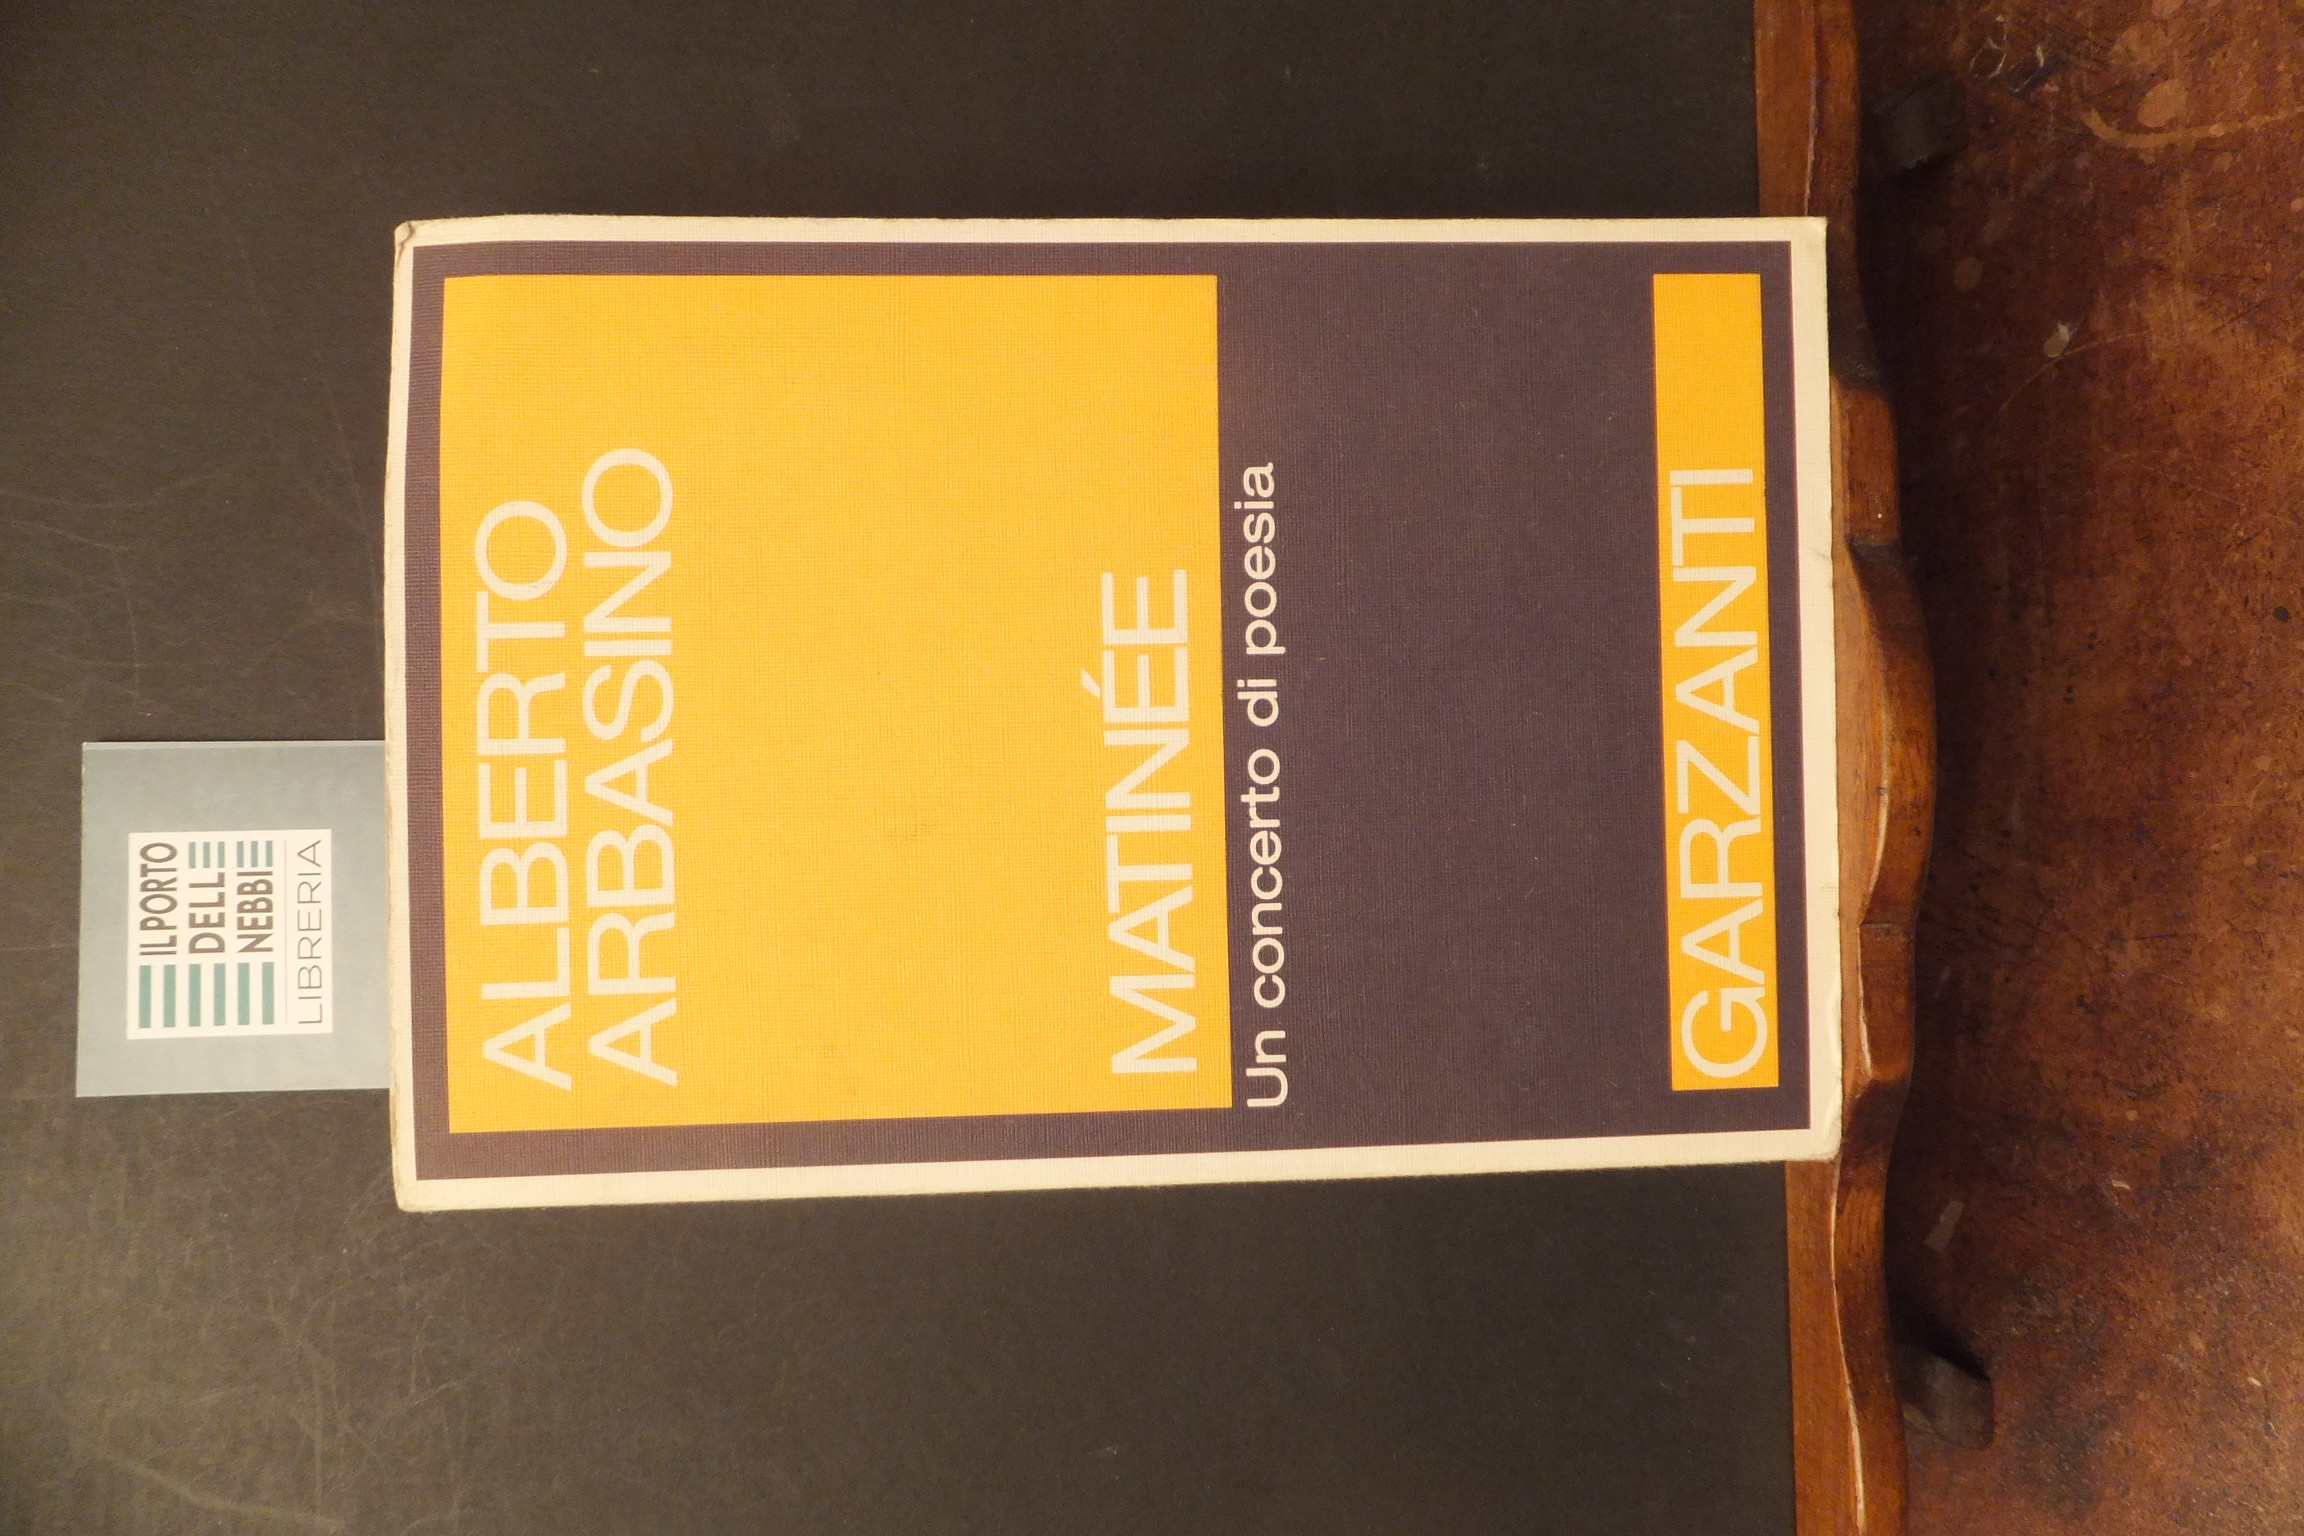 IL PORTO
DELLE
NEBBIE
LIBRERIA
ALBERTO
ARBASINO
MATINÉE
Un concerto di poesia
GARZANTI